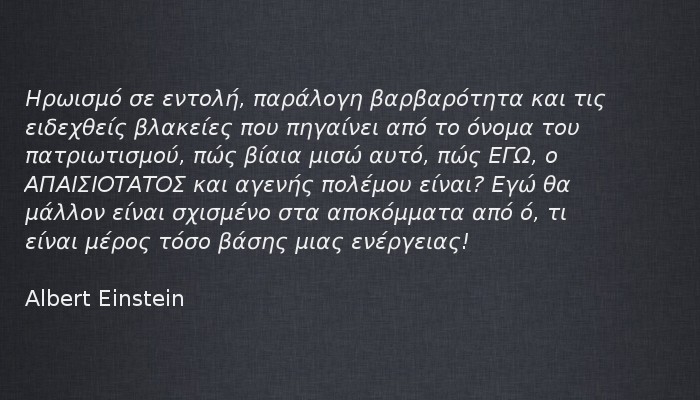 Ηρωισμό σε εντολή, παράλογη βαρβαρότητα και τις
ειδεχθείς βλακείες που πηγαίνει από το όνομα του
πατριωτισμού, πώς βίαια μισώ αυτό, πώς ΕΓΩ, ο
ΑΠΑΙΣΙΟΤΑΤΟΣ και αγενής πολέμου είναι? Εγώ θα
μάλλον είναι σχισμένο στα αποκόμματα από ό, τι
είναι μέρος τόσο βάσης μιας ενέργειας!
Albert Einstein